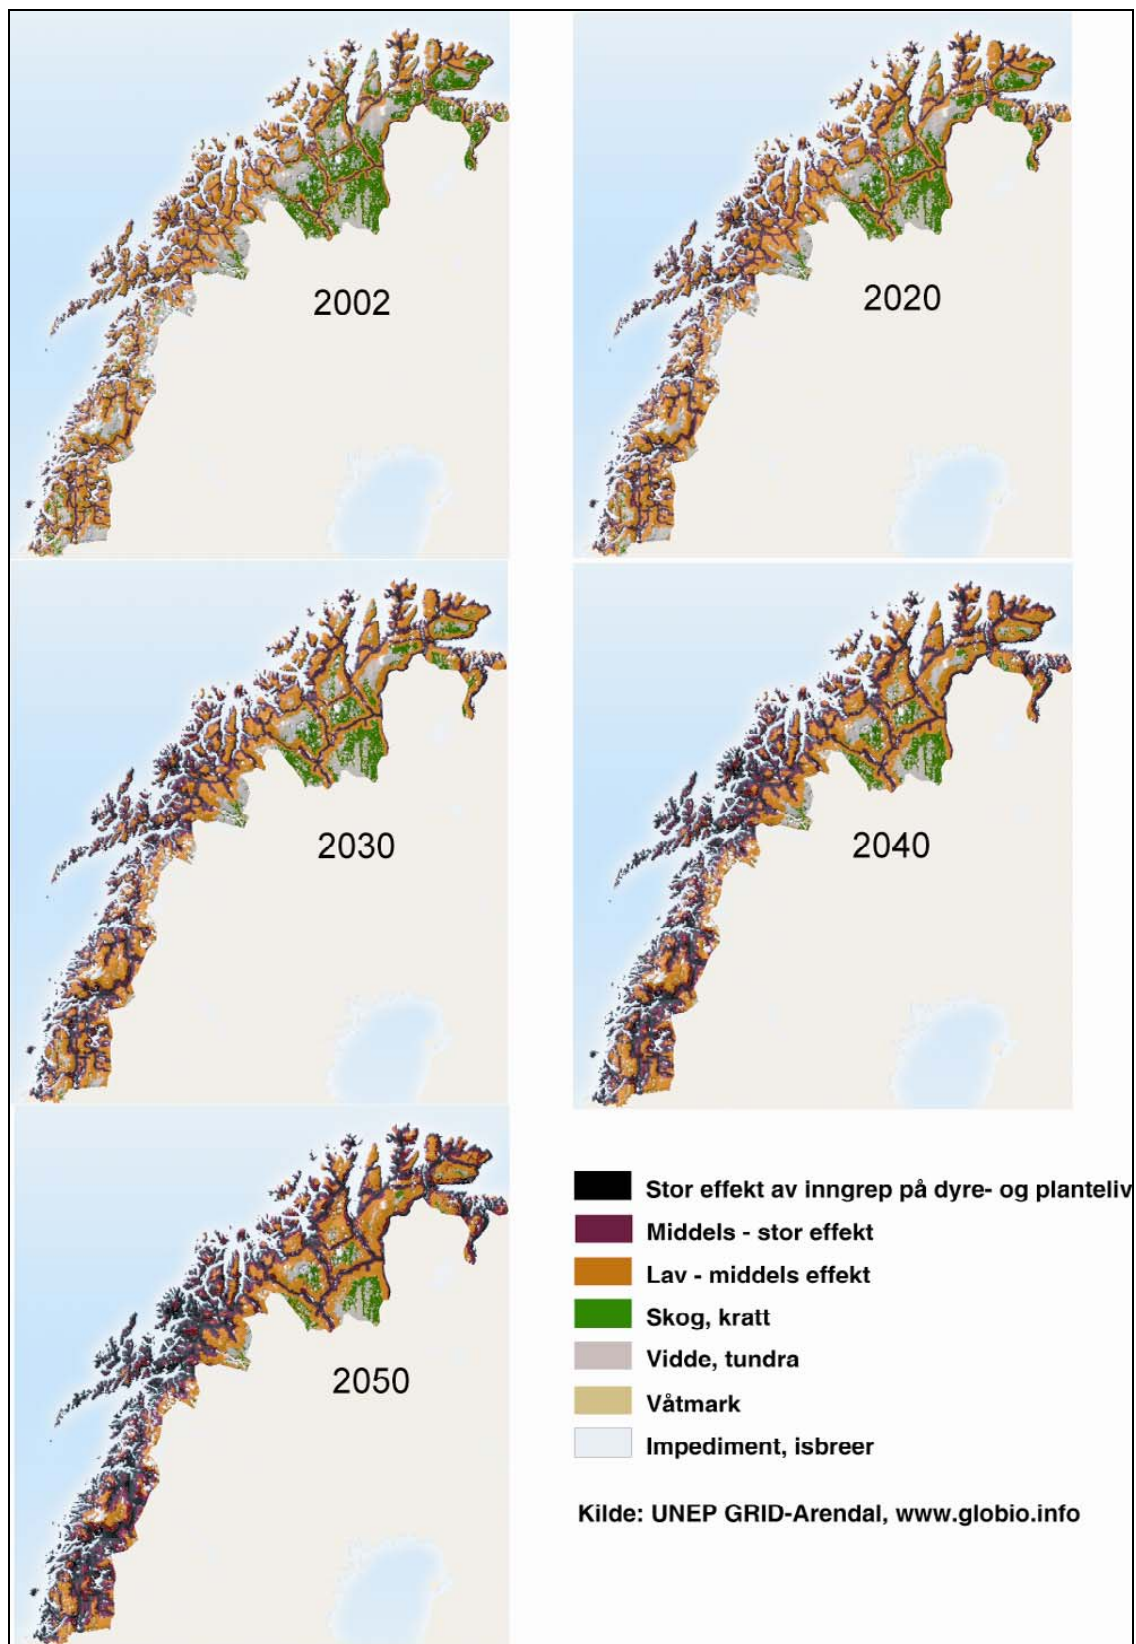 2002
2020
2030
2040
2050
Stor effekt av inngrep på dyre- og planteliv
Middels - stor effekt
Lav - middels effekt
Skog, kratt
Vidde, tundra
Våtmark
Impediment, isbreer
Kilde: UNEP GRID-Arendal, www.globio.info